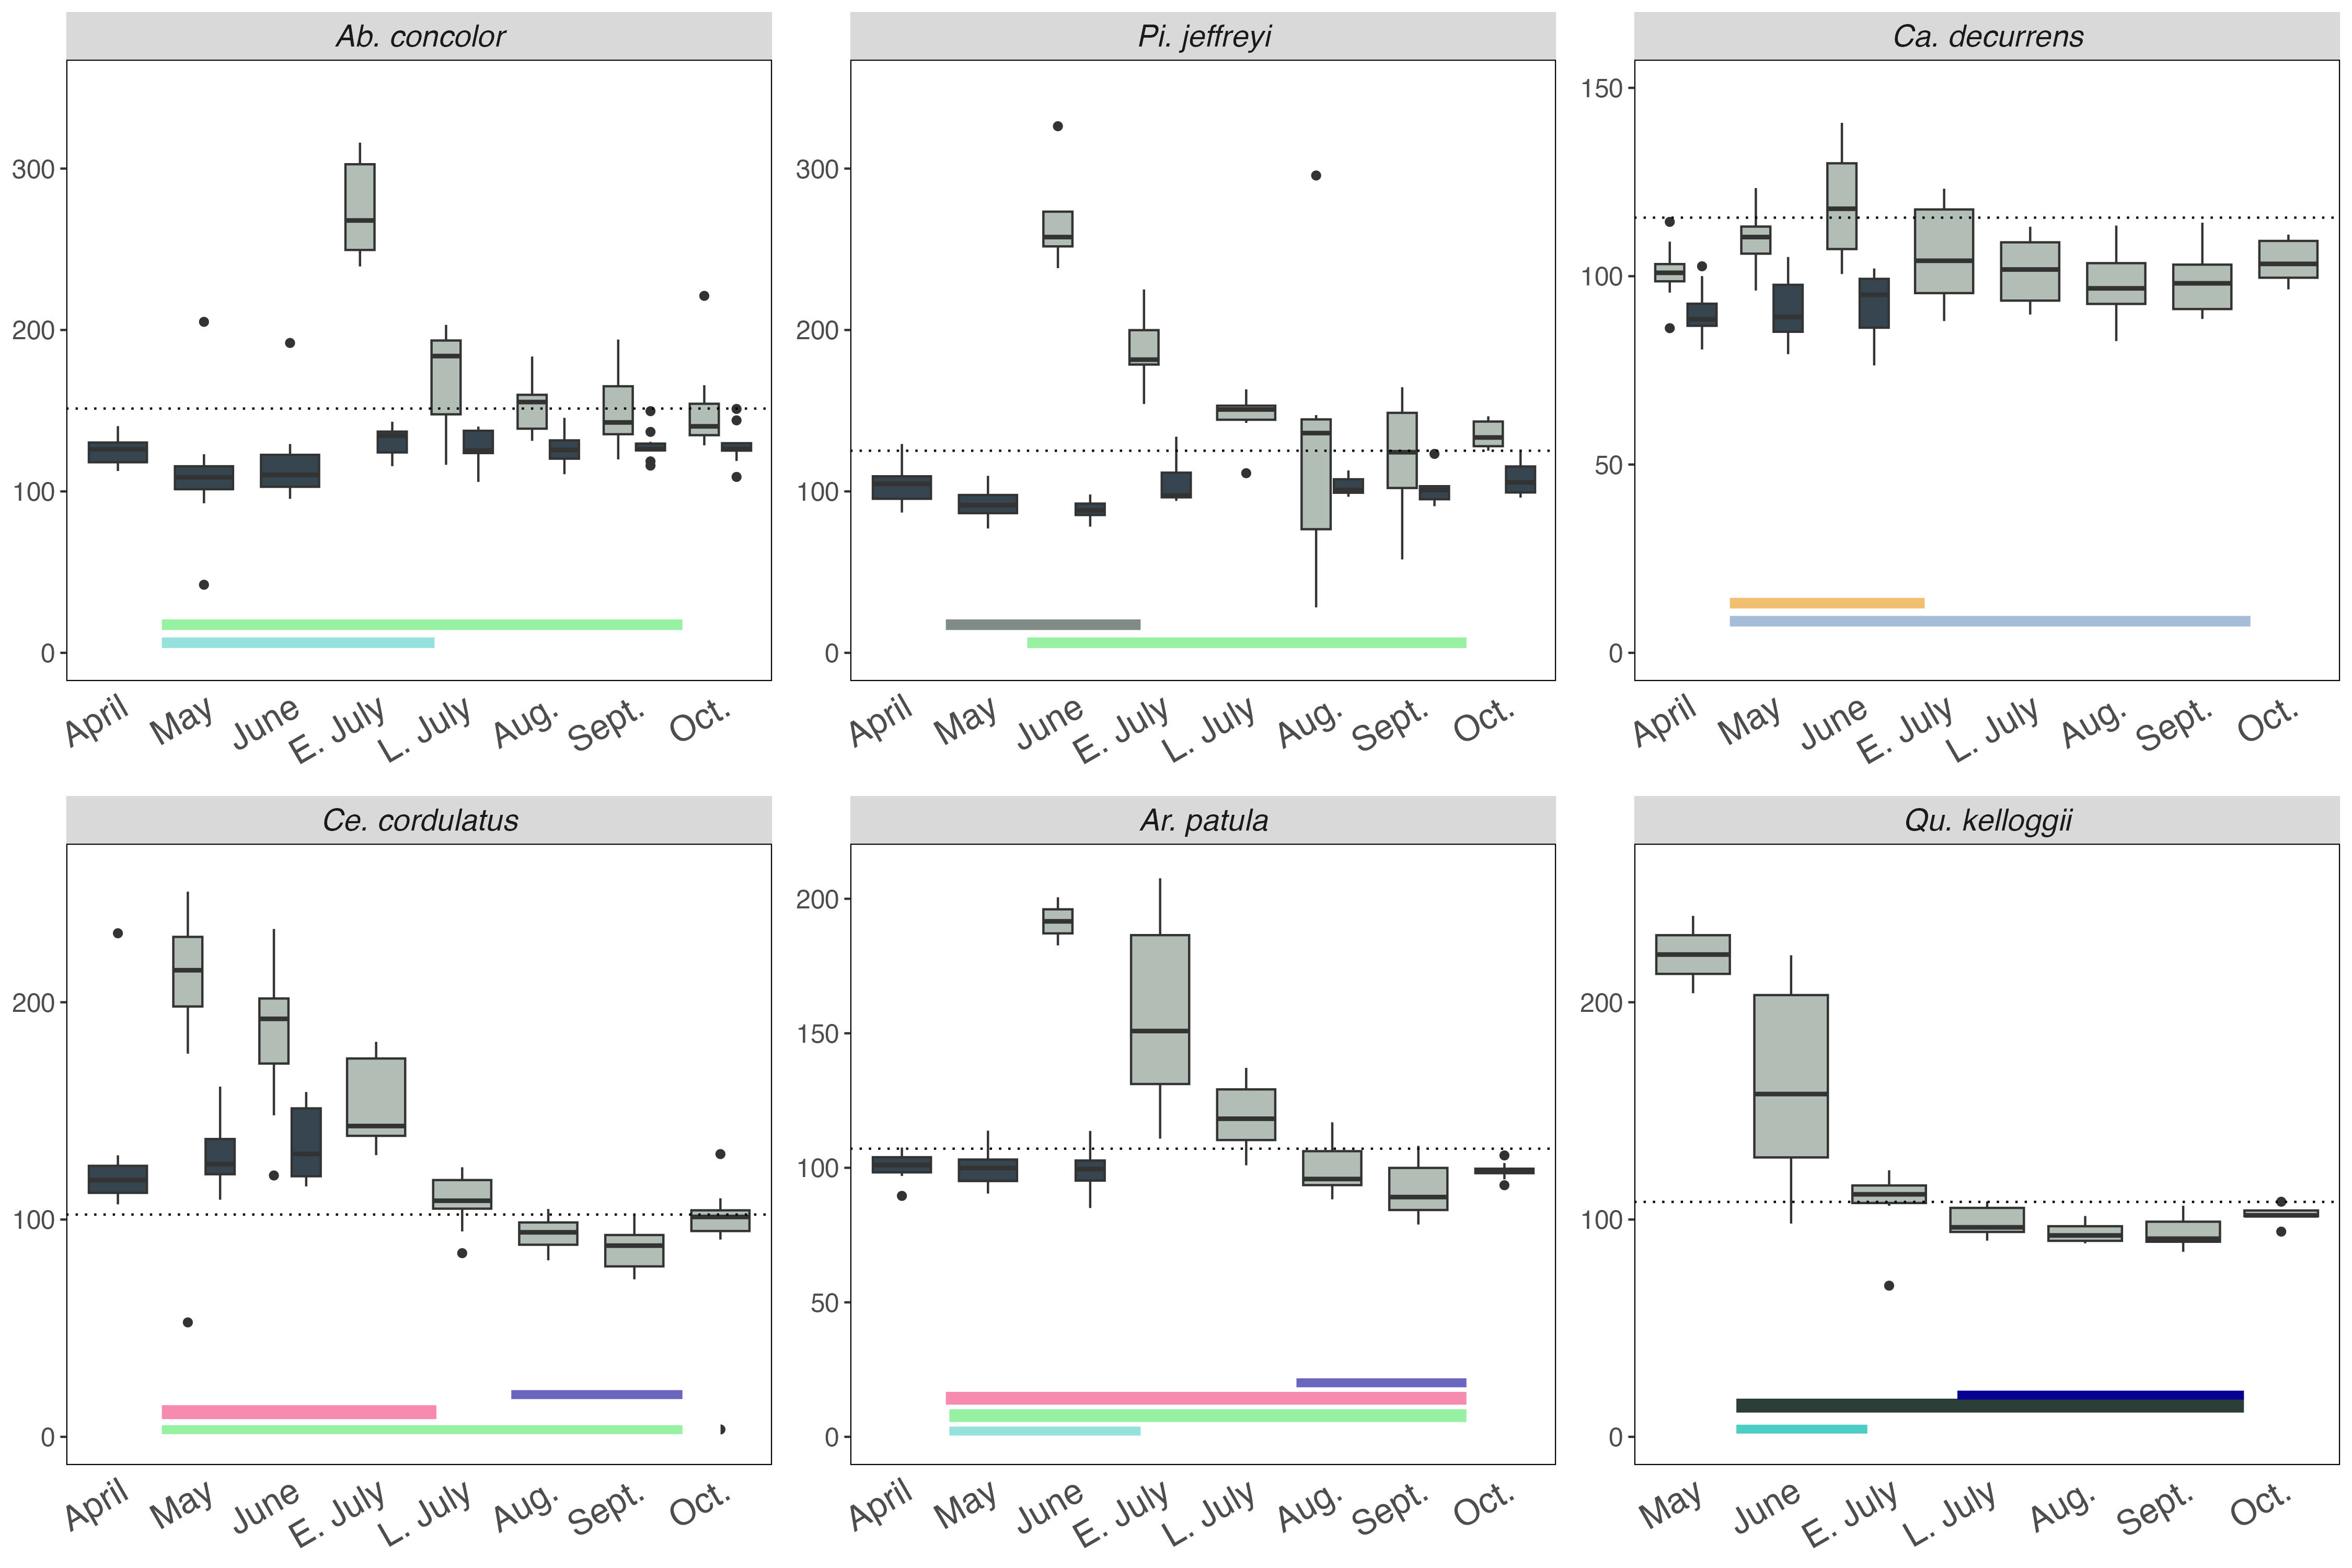 Ab. concolor
300
200
100
0
April May June E. July L. July Aug. Sept. Oct.
Pi. jeffreyi
300
200
100
0
April May June E. July L. July Aug. Sept. Oct.
Ca. decurrens
150
100
50
0
April May June E. July L. July Aug. Sept. Oct.
Ce. cordulatus
200
100
0
April May June E. July L. July Aug. Sept. Oct.
Ar. patula
200
150
100
50
0
April May June E. July L. July Aug. Sept. Oct.
Qu. kelloggii
200
100
0
May June E. July L. July Aug. Sept. Oct.